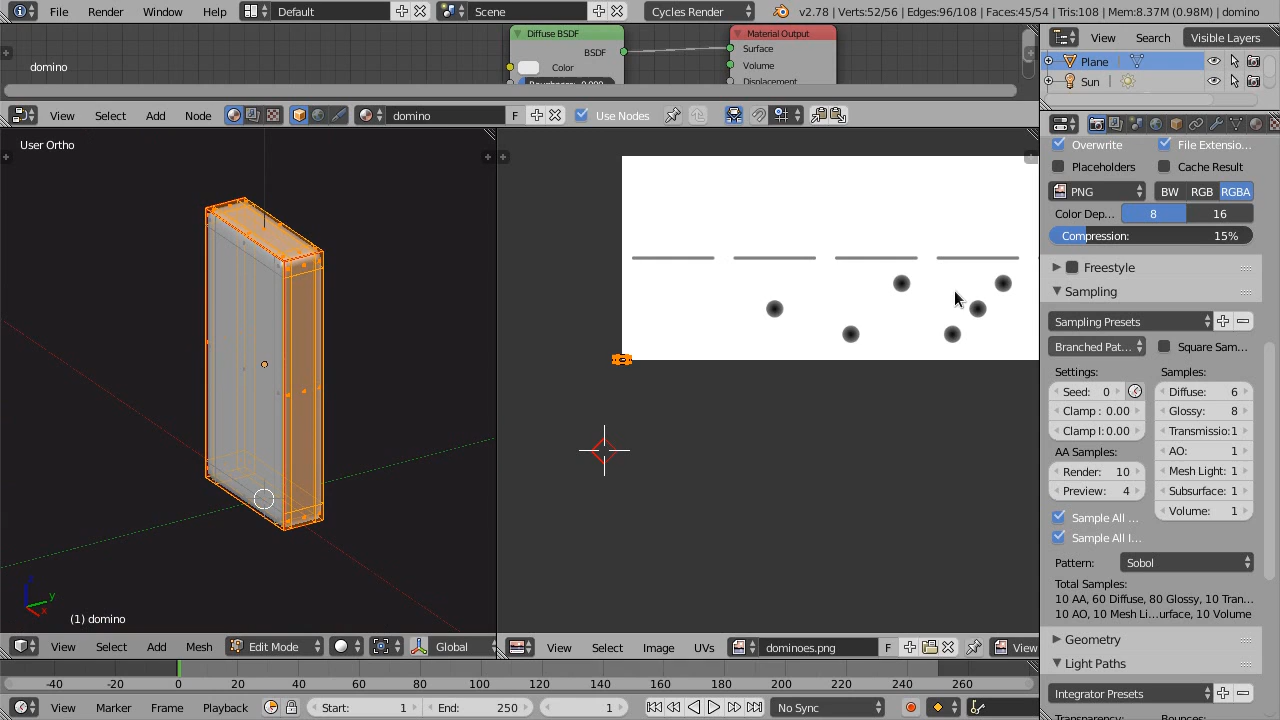 File Render Window Help Default Scene Cycles Render v2.78 | Verts:52/56 | Edges:96/108 | Faces:45/54 | Tris:108 | Mem:8.37M (0.98M) | domino
Diffuse BSDF
BSDF
Color
Material Output
Surface
Volume
Displacement
domino
View Select Add Node domino F Use Nodes
View Search Visible Layers
Plane
Sun
User Ortho
(1) domino
Overwrite File Extensio...
Placeholders Cache Result
PNG BW RGB RGBA
Color Dep... 8 16
Compression: 15%
Freestyle
Sampling
Sampling Presets
Branched Pat... Square Sam...
Settings: Samples:
Seed: 0 Diffuse: 6
Clamp : 0.00 Glossy: 8
Clamp I: 0.00 Transmissio: 1
AA Samples: AO: 1
Render: 10 Mesh Light: 1
Preview: 4 Subsurface: 1
Sample All ... Volume: 1
Sample All I...
Pattern: Sobol
Total Samples:
10 AA, 60 Diffuse, 80 Glossy, 10 Tran...
10 AO, 10 Mesh Li...urface, 10 Volume
Geometry
Light Paths
Integrator Presets
View Select Add Mesh Edit Mode Global
View Select Image UVs dominoes.png F View
-40 -20 0 20 40 60 80 100 120 140 160 180 200 220 240 260
View Marker Frame Playback Start: 1 End: 250 1 No Sync